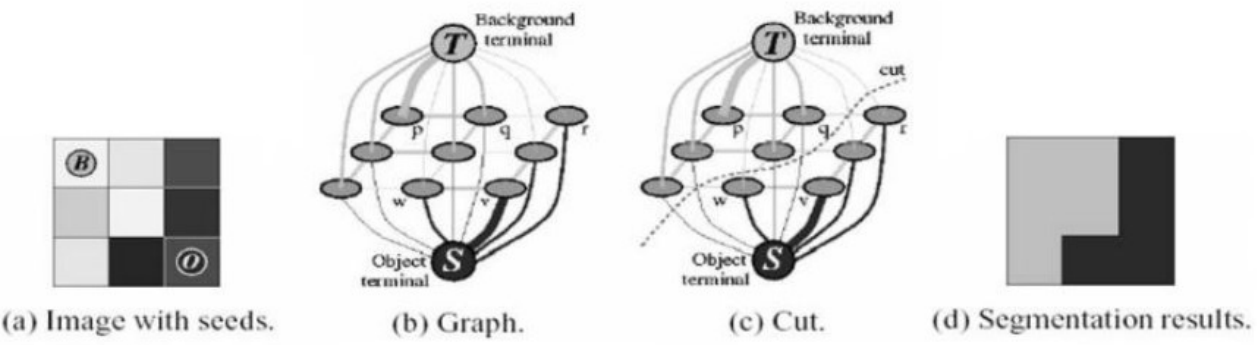 B
O
(a) Image with seeds.
Background
terminal
T
p
q
r
w
v
Object
terminal
S
(b) Graph.
Background
terminal
T
cut
p
q
r
w
v
Object
terminal
S
(c) Cut.
(d) Segmentation results.